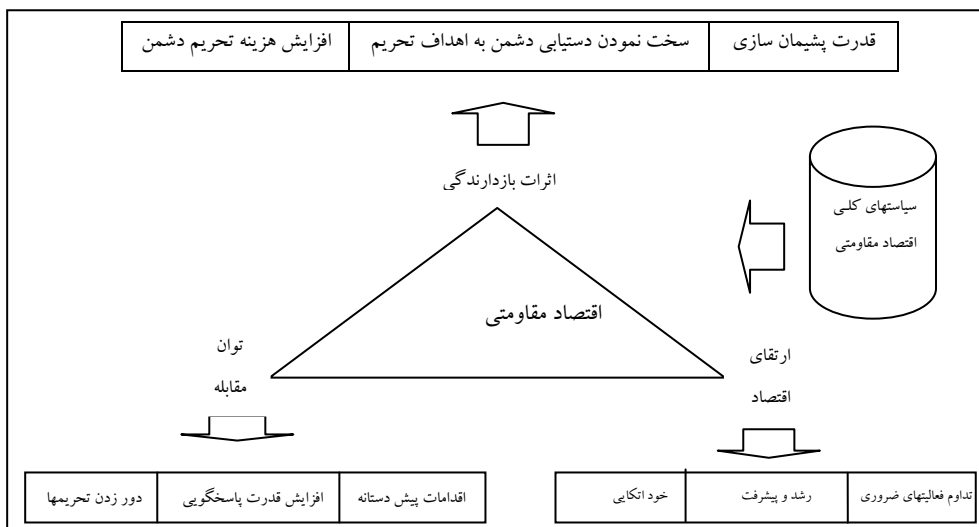 قدرت پشیمان سازی
سخت نمودن دستیابی دشمن به اهداف تحریم
افزایش هزینه تحریم دشمن
اثرات بازدارندگی
سیاستهای کلی
اقتصاد مقاومتی
اقتصاد مقاومتی
ارتقای
اقتصاد
توان
مقابله
تداوم فعالیتهای ضروری
رشد و پیشرفت
خود اتکایی
اقدامات پیش دستانه
افزایش قدرت پاسخگویی
دور زدن تحریمها